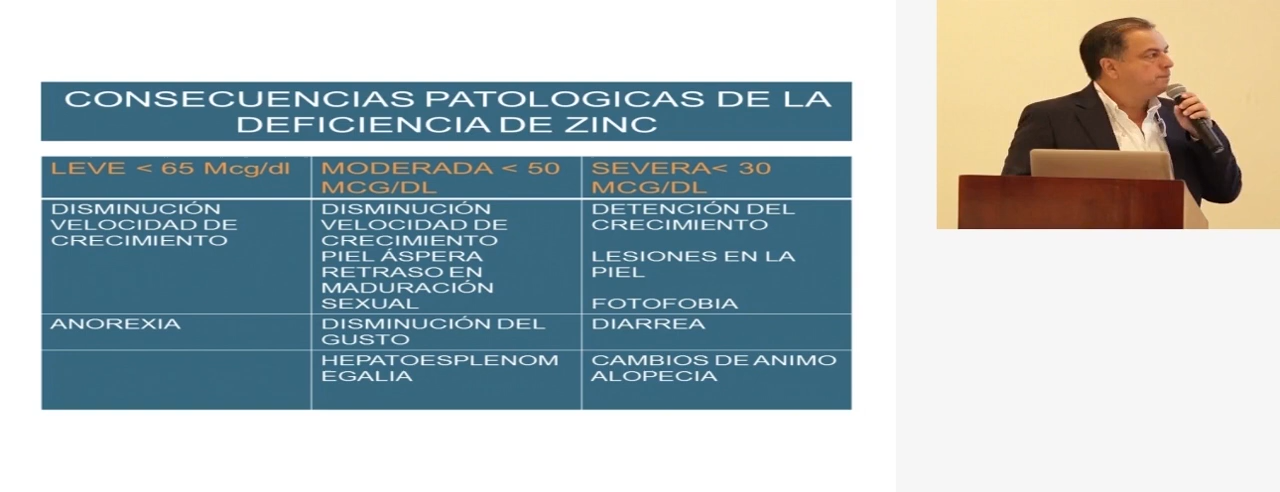 CONSECUENCIAS PATOLOGICAS DE LA
DEFICIENCIA DE ZINC
LEVE < 65 Mcg/dl
MODERADA < 50
MCG/DL
SEVERA< 30
MCG/DL
DISMINUCIÓN
VELOCIDAD DE
CRECIMIENTO
DISMINUCIÓN
VELOCIDAD DE
CRECIMIENTO
PIEL ÁSPERA
RETRASO EN
MADURACIÓN
SEXUAL
DETENCIÓN DEL
CRECIMIENTO
LESIONES EN LA
PIEL
FOTOFOBIA
ANOREXIA
DISMINUCIÓN DEL
GUSTO
DIARREA
HEPATOESPLENOM
EGALIA
CAMBIOS DE ANIMO
ALOPECIA